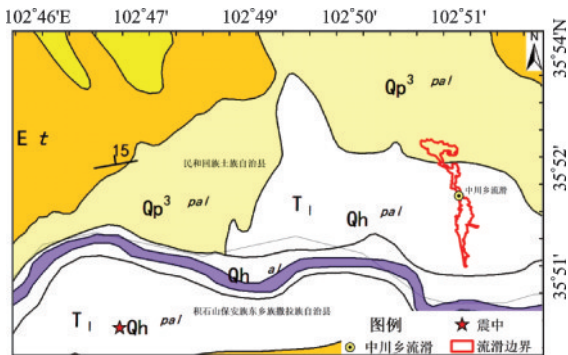 102°46′E 102°47′ 102°49′ 102°50′ 102°51′
35°54′N
N
Qp³ pal
E t
15
民和回族土族自治县
35°52′
中川乡流滑
Qp³ pal
T₁ Qh pal
35°51′
Qh al
积石山保安族东乡族撒拉族自治县
T₁ Qh pal
图例
震中
中川乡流滑
流滑边界